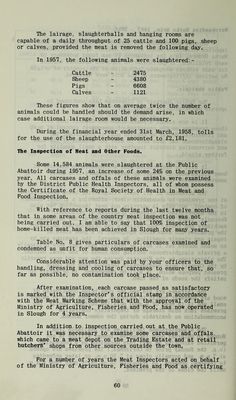 The lairage, slaughterhalls and hanging rooms are
capable of a daily throughput of 25 cattle and 100 pigs, sheep
or calves, provided the meat is removed the following day.
In 1957, the following animals were slaughtered:-
Cattle - 2475
Sheep - 4380
Pigs - 6608
Calves - 1121
These figures show that on average twice the number of
animals could be handled should the demand arise, in which
case additional lairage room would be necessary.
During the financial year ended 31st March, 1958, tolls
for the use of the slaughterhouse amounted to £2,181.
The Inspection of Meat and Other Foods.
Some 14,584 animals were slaughtered at the Public
Abattoir during 1957, an increase of some 24% on the previous
year. All carcases and offals of these animals were examined
by the District Public Health Inspectors, all of whom possess
the Certificate of the Royal Society of Health in Meat and
Food Inspection.
With reference to reports during the last twelve months
that in some areas of the country meat inspection was not
being carried out, I am able to say that 100% inspection of
home-killed meat has been achieved in Slough for many years.
Table No. 8 gives particulars of carcases examined and
condemned as unfit for human consumption.
Considerable attention was paid by your officers to the
handling, dressing and cooling of carcases to ensure that, so
far as possible, no contamination took place.
After examination, each carcase passed as satisfactory
is marked with the Inspector's official stamp in accordance
with the Meat Marking Scheme that with the approval of the
Ministry of Agriculture, Fisheries and Food, has now operated
in Slough for 4 years.
In addition to inspection carried out at the Public
Abattoir it was necessary to examine some carcases and offals
which came to a meat depot on the Trading Estate and at retail
butchers' shops from other sources outside the town.
For a number of years the Meat Inspectors acted on behalf
of the Ministry of Agriculture, Fisheries and Food as certifying
60